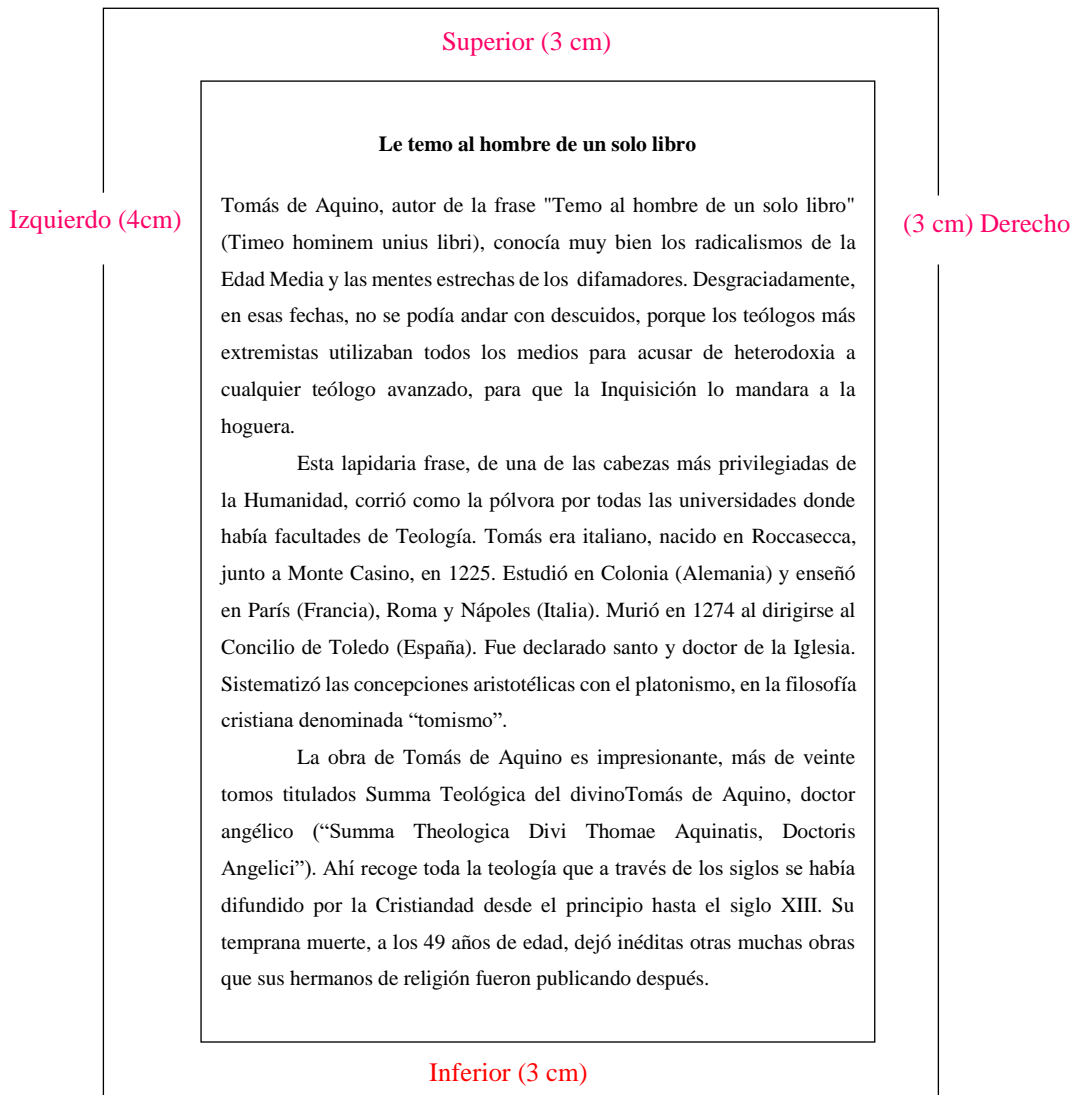 Superior (3 cm)
Le temo al hombre de un solo libro
Izquierdo (4cm)
(3 cm) Derecho
Tomás de Aquino, autor de la frase "Temo al hombre de un solo libro"
(Timeo hominem unius libri), conocía muy bien los radicalismos de la
Edad Media y las mentes estrechas de los difamadores. Desgraciadamente,
en esas fechas, no se podía andar con descuidos, porque los teólogos más
extremistas utilizaban todos los medios para acusar de heterodoxia a
cualquier teólogo avanzado, para que la Inquisición lo mandara a la
hoguera.
Esta lapidaria frase, de una de las cabezas más privilegiadas de
la Humanidad, corrió como la pólvora por todas las universidades donde
había facultades de Teología. Tomás era italiano, nacido en Roccasecca,
junto a Monte Casino, en 1225. Estudió en Colonia (Alemania) y enseñó
en París (Francia), Roma y Nápoles (Italia). Murió en 1274 al dirigirse al
Concilio de Toledo (España). Fue declarado santo y doctor de la Iglesia.
Sistematizó las concepciones aristotélicas con el platonismo, en la filosofía
cristiana denominada “tomismo”.
La obra de Tomás de Aquino es impresionante, más de veinte
tomos titulados Summa Teológica del divinoTomás de Aquino, doctor
angélico (“Summa Theologica Divi Thomae Aquinatis, Doctoris
Angelici”). Ahí recoge toda la teología que a través de los siglos se había
difundido por la Cristiandad desde el principio hasta el siglo XIII. Su
temprana muerte, a los 49 años de edad, dejó inéditas otras muchas obras
que sus hermanos de religión fueron publicando después.
Inferior (3 cm)